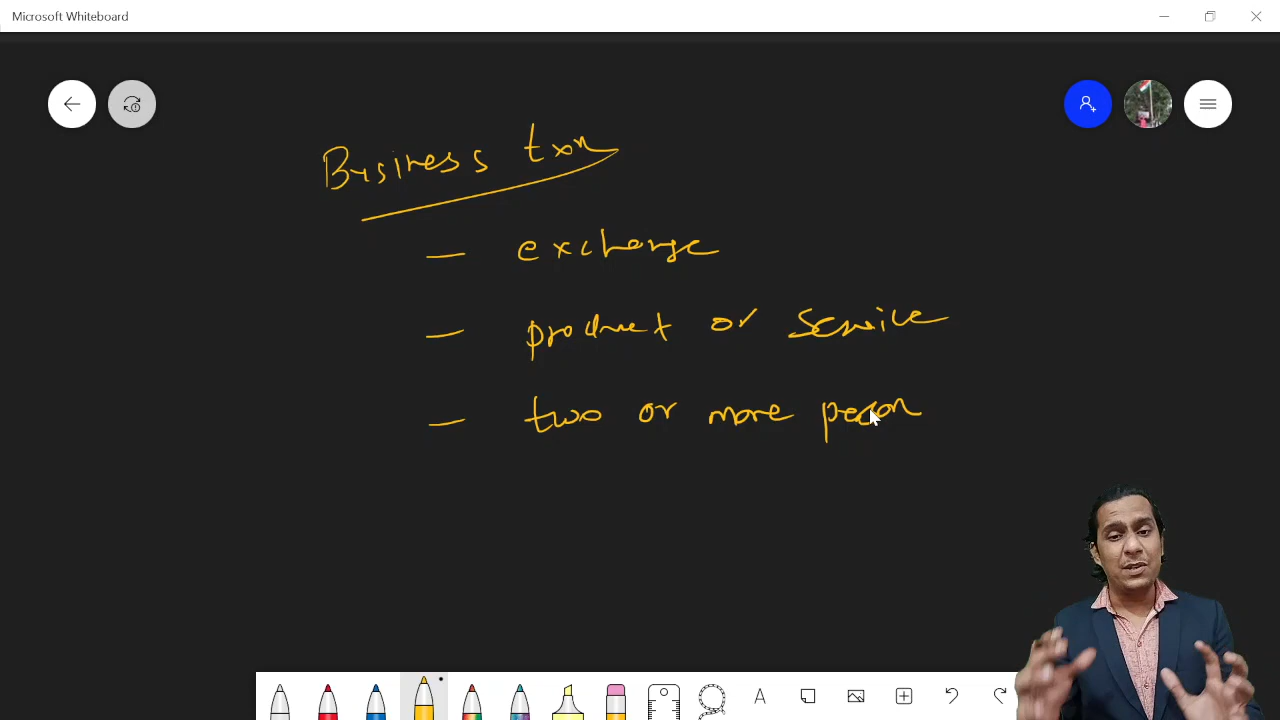 Microsoft Whiteboard
Business txn
— exchange
— product or service
— two or more person
A